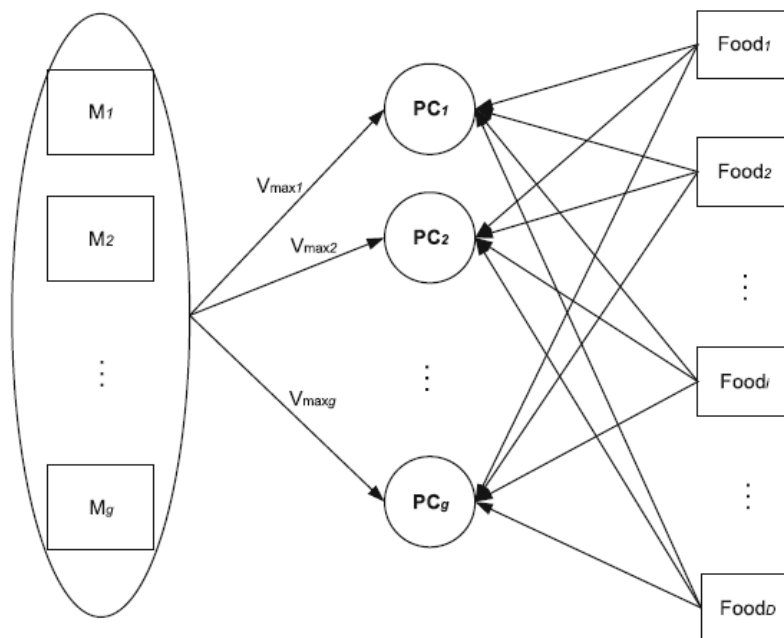 M1
M2
⋮
Mg
Vmax1
Vmax2
Vmaxg
PC1
PC2
⋮
PCg
Food1
Food2
⋮
Foodi
⋮
FoodD